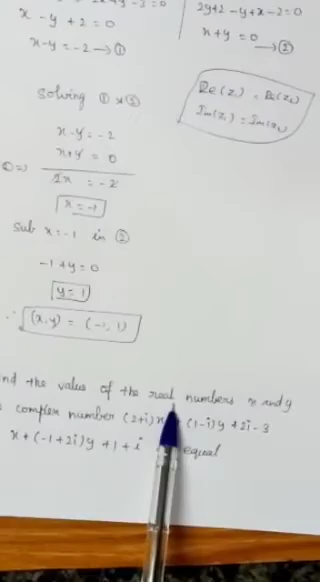 x - y + 2 = 0
x - y = -2 → ①
2y + 2 - y + x - 2 = 0
x + y = 0 → ②
Re(z₁) = Re(z₂)
Im(z₁) = Im(z₂)
Solving ① & ②
x - y = -2
x + y = 0
2x = -2
x = -1
Sub x = -1 in ②
-1 + y = 0
y = 1
∴ (x, y) = (-1, 1)
the value of the real numbers x and y
complex number (2+i)x (1-i)y + 2i - 3
x + (-1+2i)y + 1 + i equal